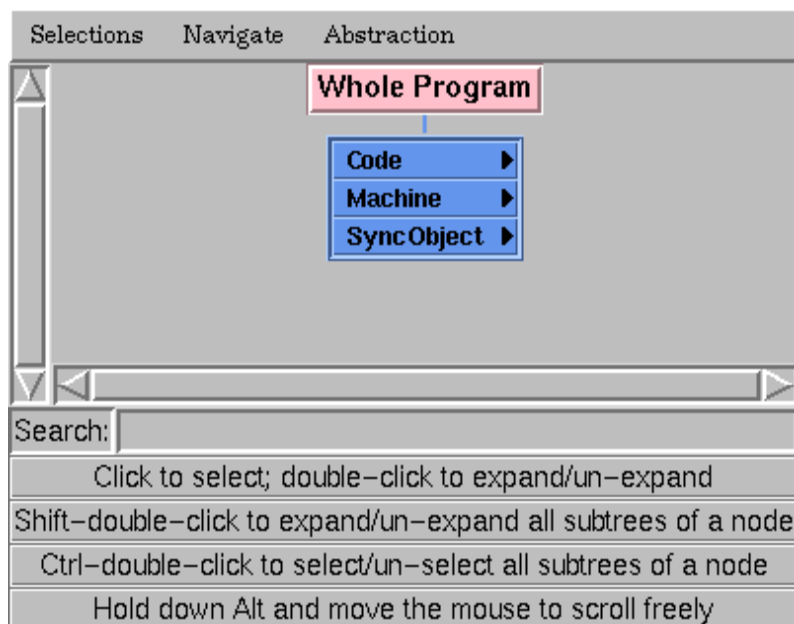 Selections Navigate Abstraction
Whole Program
Code
Machine
SyncObject
Search:
Click to select; double-click to expand/un-expand
Shift-double-click to expand/un-expand all subtrees of a node
Ctrl-double-click to select/un-select all subtrees of a node
Hold down Alt and move the mouse to scroll freely